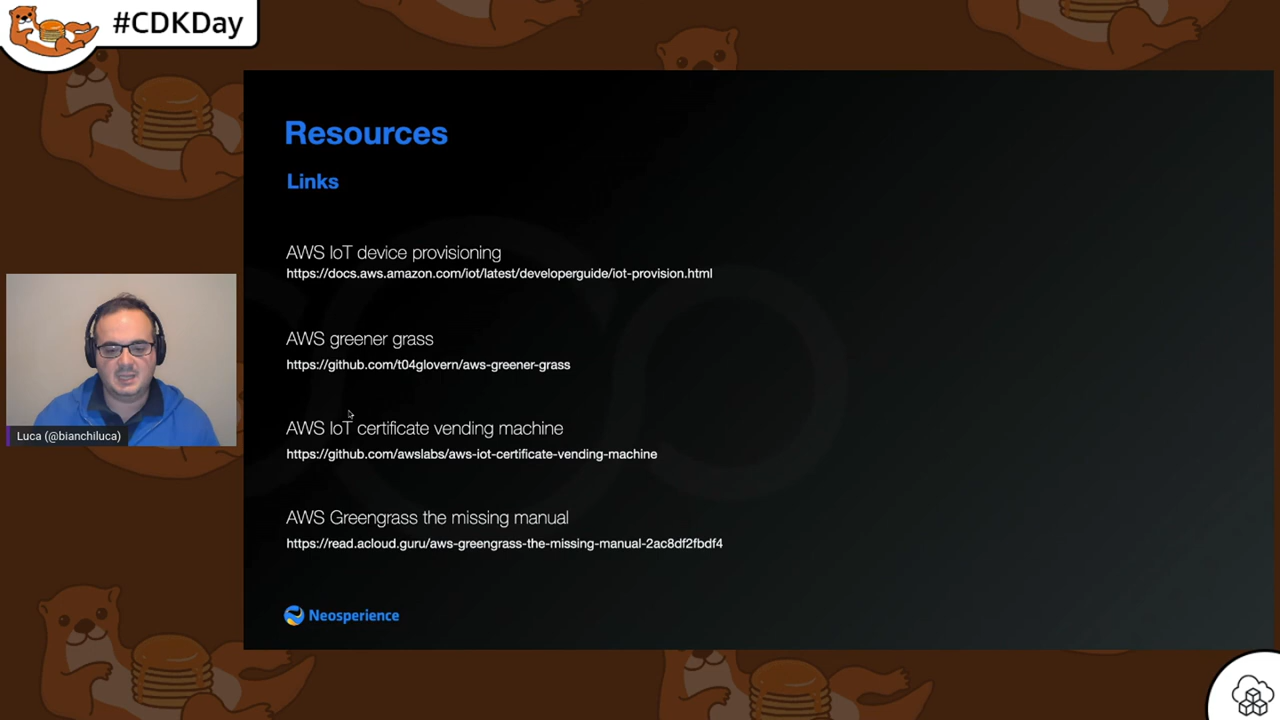 #CDKDay
Resources
Links
AWS IoT device provisioning
https://docs.aws.amazon.com/iot/latest/developerguide/iot-provision.html
AWS greener grass
https://github.com/t04glovern/aws-greener-grass
AWS IoT certificate vending machine
https://github.com/awslabs/aws-iot-certificate-vending-machine
AWS Greengrass the missing manual
https://read.acloud.guru/aws-greengrass-the-missing-manual-2ac8df2fbdf4
Neosperience
Luca (@bianchiluca)